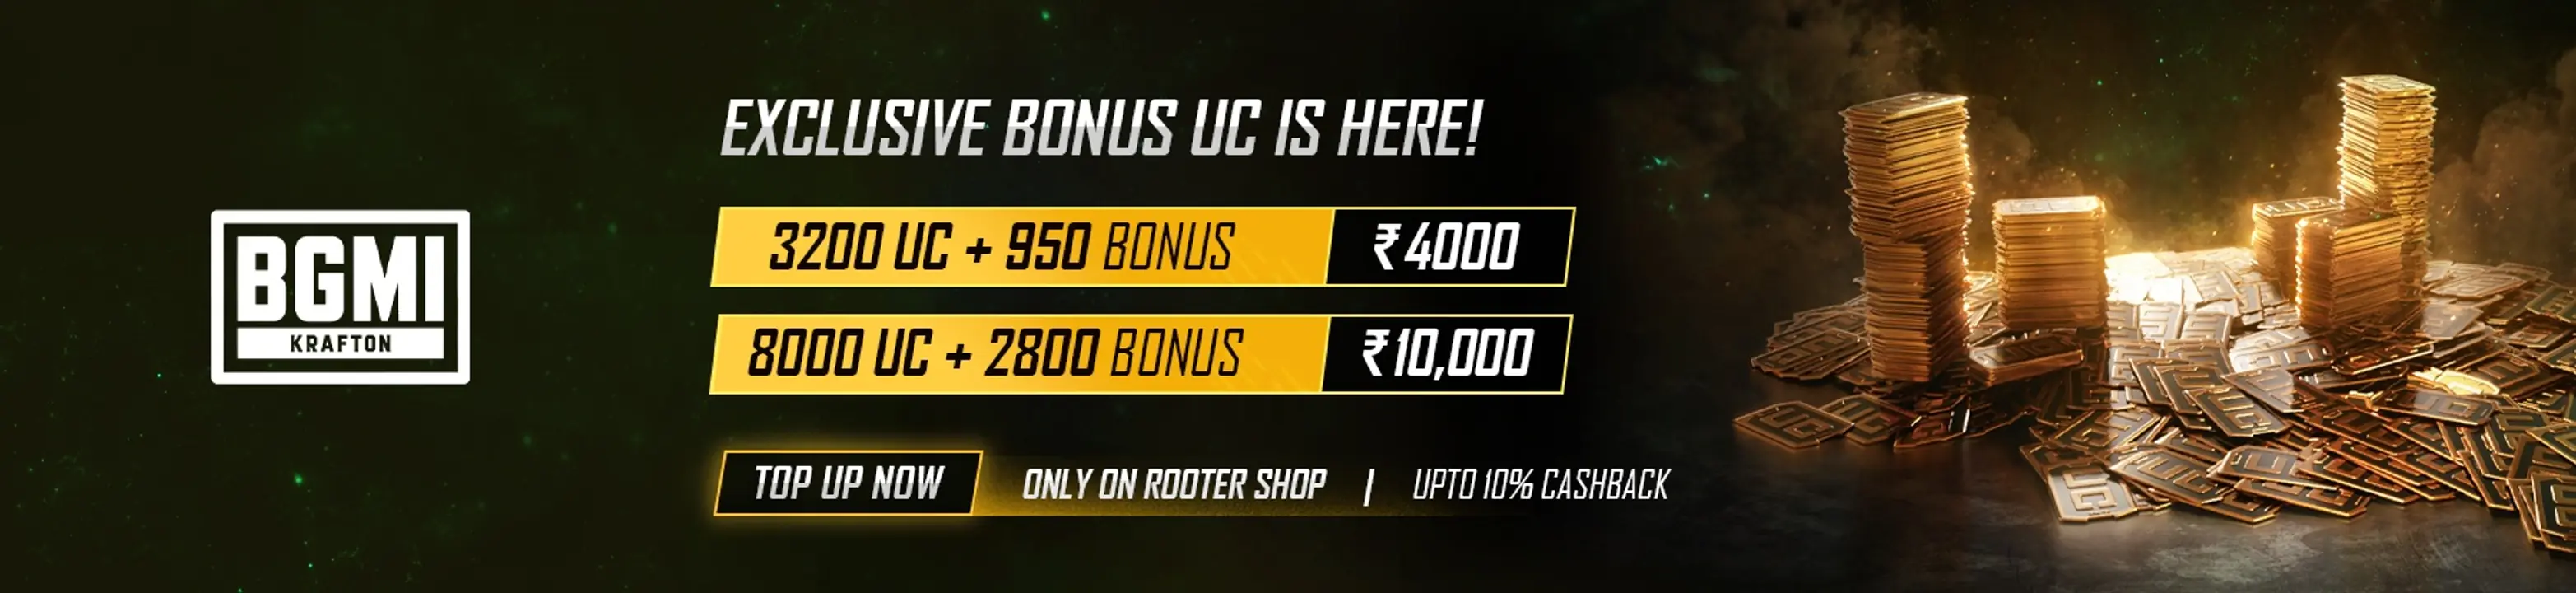 BGMI
KRAFTON
EXCLUSIVE BONUS UC IS HERE!
3200 UC + 950 BONUS ₹4000
8000 UC + 2800 BONUS ₹10,000
TOP UP NOW ONLY ON ROOTER SHOP | UPTO 10% CASHBACK